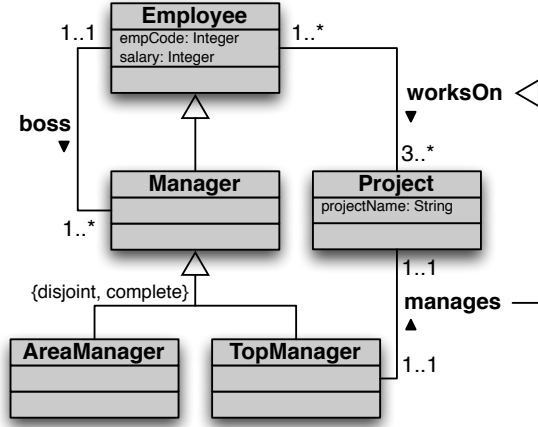 Employee
empCode: Integer
salary: Integer
1..1
1..*
boss
▼
worksOn
▼
3..*
Manager
Project
projectName: String
1..*
1..1
{disjoint, complete}
manages
▲
AreaManager
TopManager
1..1